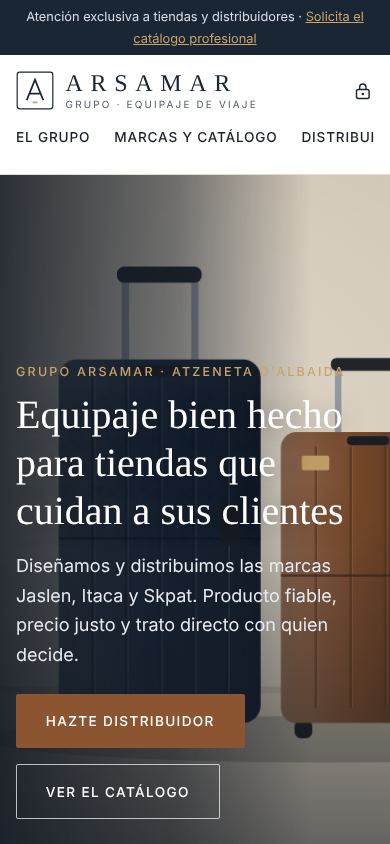 Atención exclusiva a tiendas y distribuidores · Solicita el
catálogo profesional
A
ARSAMAR
GRUPO · EQUIPAJE DE VIAJE
EL GRUPO MARCAS Y CATÁLOGO DISTRIBUI
GRUPO ARSAMAR · ATZENETA D'ALBAIDA
Equipaje bien hecho
para tiendas que
cuidan a sus clientes
Diseñamos y distribuimos las marcas
Jaslen, Itaca y Skpat. Producto fiable,
precio justo y trato directo con quien
decide.
HAZTE DISTRIBUIDOR
VER EL CATÁLOGO